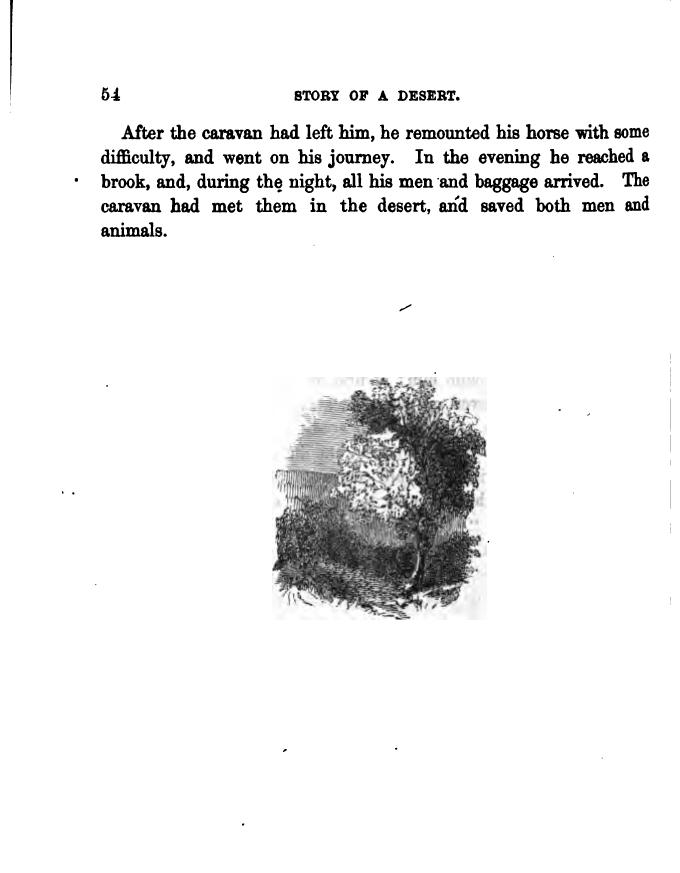 54 STORY OF A DESERT.
After the caravan had left him, he remounted his horse with some
difficulty, and went on his journey. In the evening he reached a
brook, and, during the night, all his men and baggage arrived. The
caravan had met them in the desert, and saved both men and
animals.